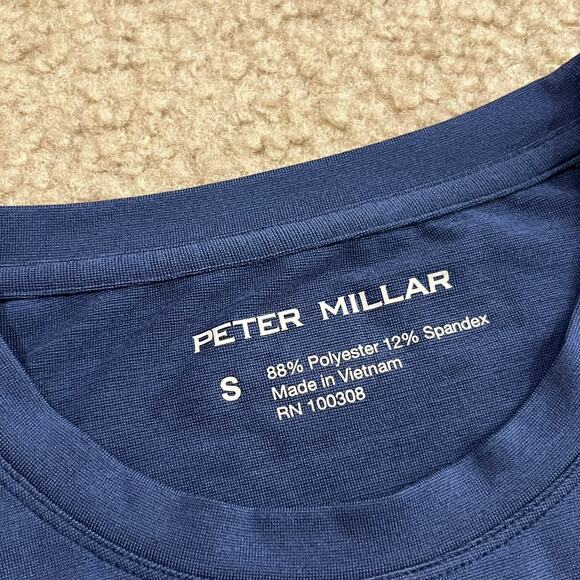 PETER MILLAR
S
88% Polyester 12% Spandex
Made in Vietnam
RN 100308